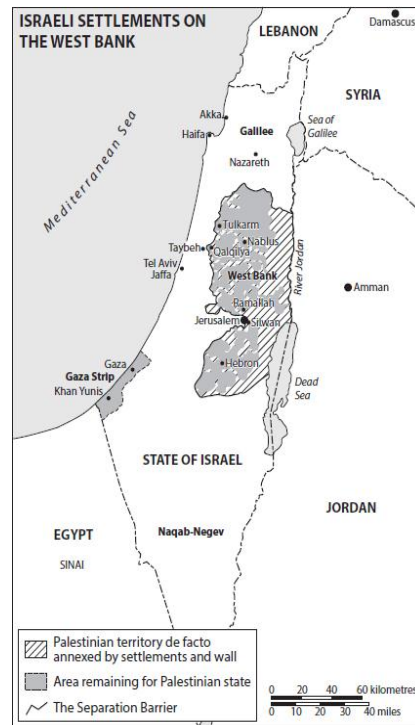 ISRAELI SETTLEMENTS ON
THE WEST BANK
LEBANON
Damascus
SYRIA
Akka
Haifa
Galilee
Sea of
Galilee
Nazareth
Mediterranean Sea
Tulkarm
Nablus
Taybeh
Qalqilya
Tel Aviv
Jaffa
West Bank
River Jordan
Amman
Ramallah
Jerusalem
Silwan
Hebron
Gaza
Gaza Strip
Khan Yunis
Dead
Sea
STATE OF ISRAEL
JORDAN
EGYPT
SINAI
Naqab-Negev
Palestinian territory de facto
annexed by settlements and wall
Area remaining for Palestinian state
The Separation Barrier
0 20 40 60 kilometres
0 10 20 30 40 miles